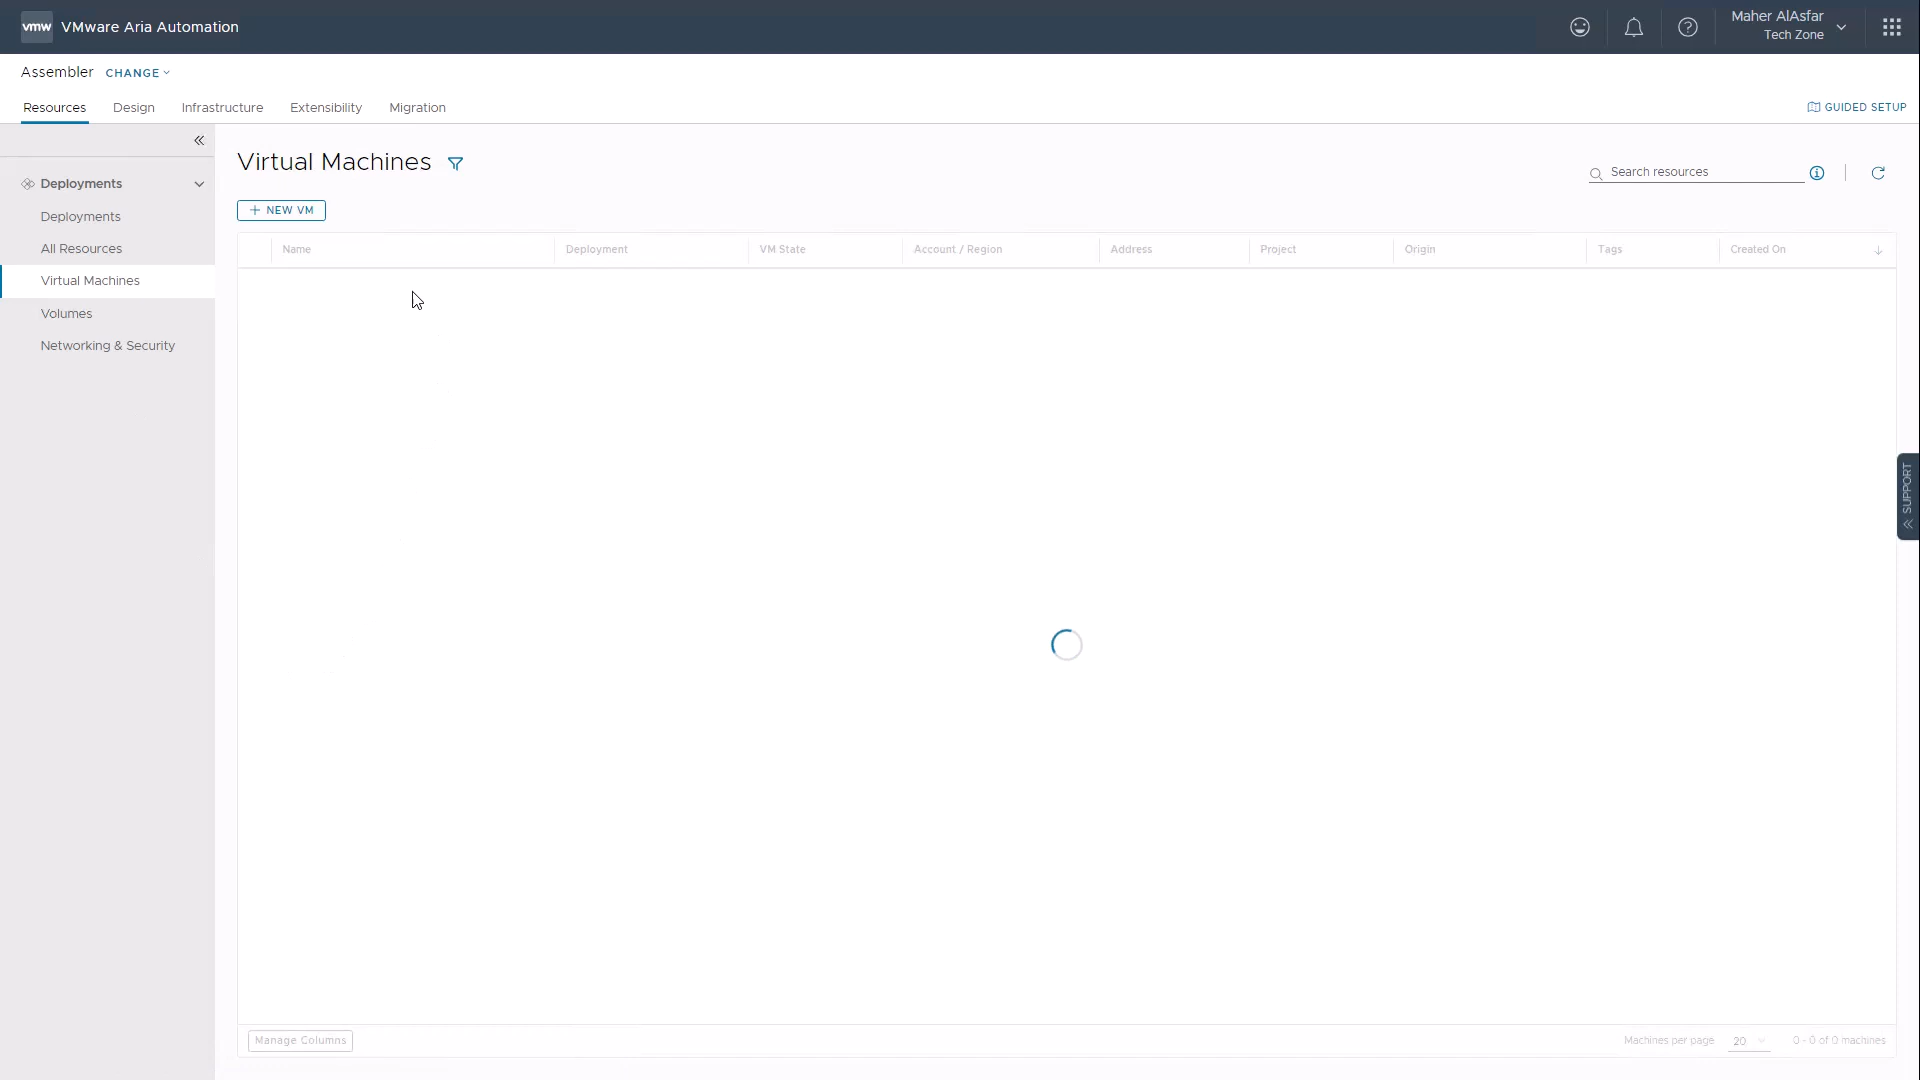 vmw VMware Aria Automation
Maher AlAsfar
Tech Zone
Assembler CHANGE
Resources Design Infrastructure Extensibility Migration
GUIDED SETUP
Deployments
Deployments
All Resources
Virtual Machines
Volumes
Networking & Security
Virtual Machines
Search resources
NEW VM
Name Deployment VM State Account / Region Address Project Origin Tags Created On
SUPPORT
Manage Columns
Machines per page 20 0 - 0 of 0 machines